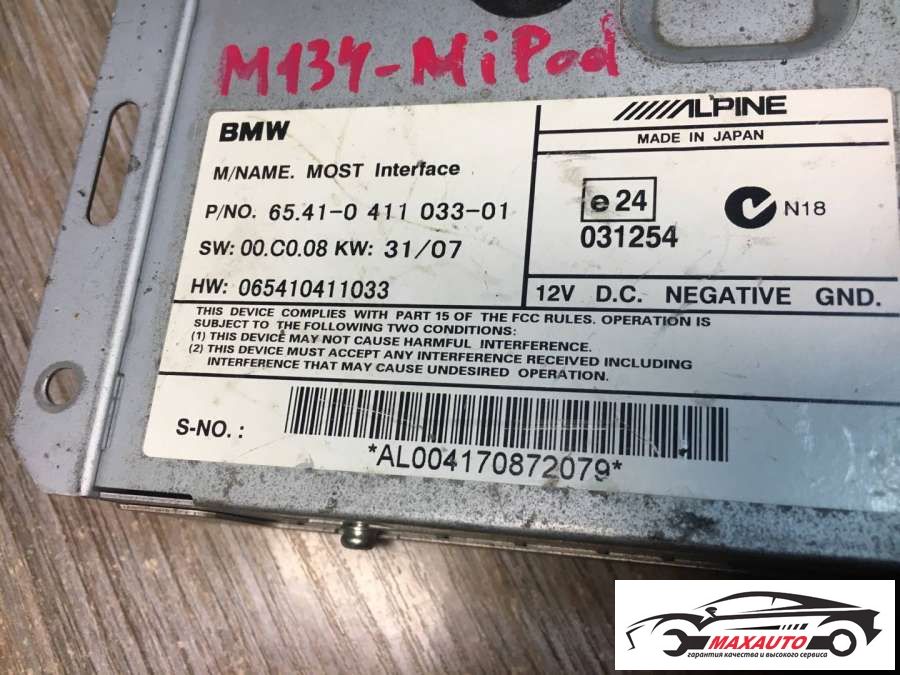 M134-MiPod
BMW
M/NAME. MOST Interface
P/NO. 65.41-0 411 033-01
SW: 00.C0.08 KW: 31/07
HW: 065410411033
ALPINE
MADE IN JAPAN
e24
031254
N18
12V D.C. NEGATIVE GND.
THIS DEVICE COMPLIES WITH PART 15 OF THE FCC RULES. OPERATION IS
SUBJECT TO THE FOLLOWING TWO CONDITIONS:
(1) THIS DEVICE MAY NOT CAUSE HARMFUL INTERFERENCE.
(2) THIS DEVICE MUST ACCEPT ANY INTERFERENCE RECEIVED INCLUDING
INTERFERENCE THAT MAY CAUSE UNDESIRED OPERATION.
S-NO. :
*AL004170872079*
MAXAUTO
гарантия качества и высокого сервиса